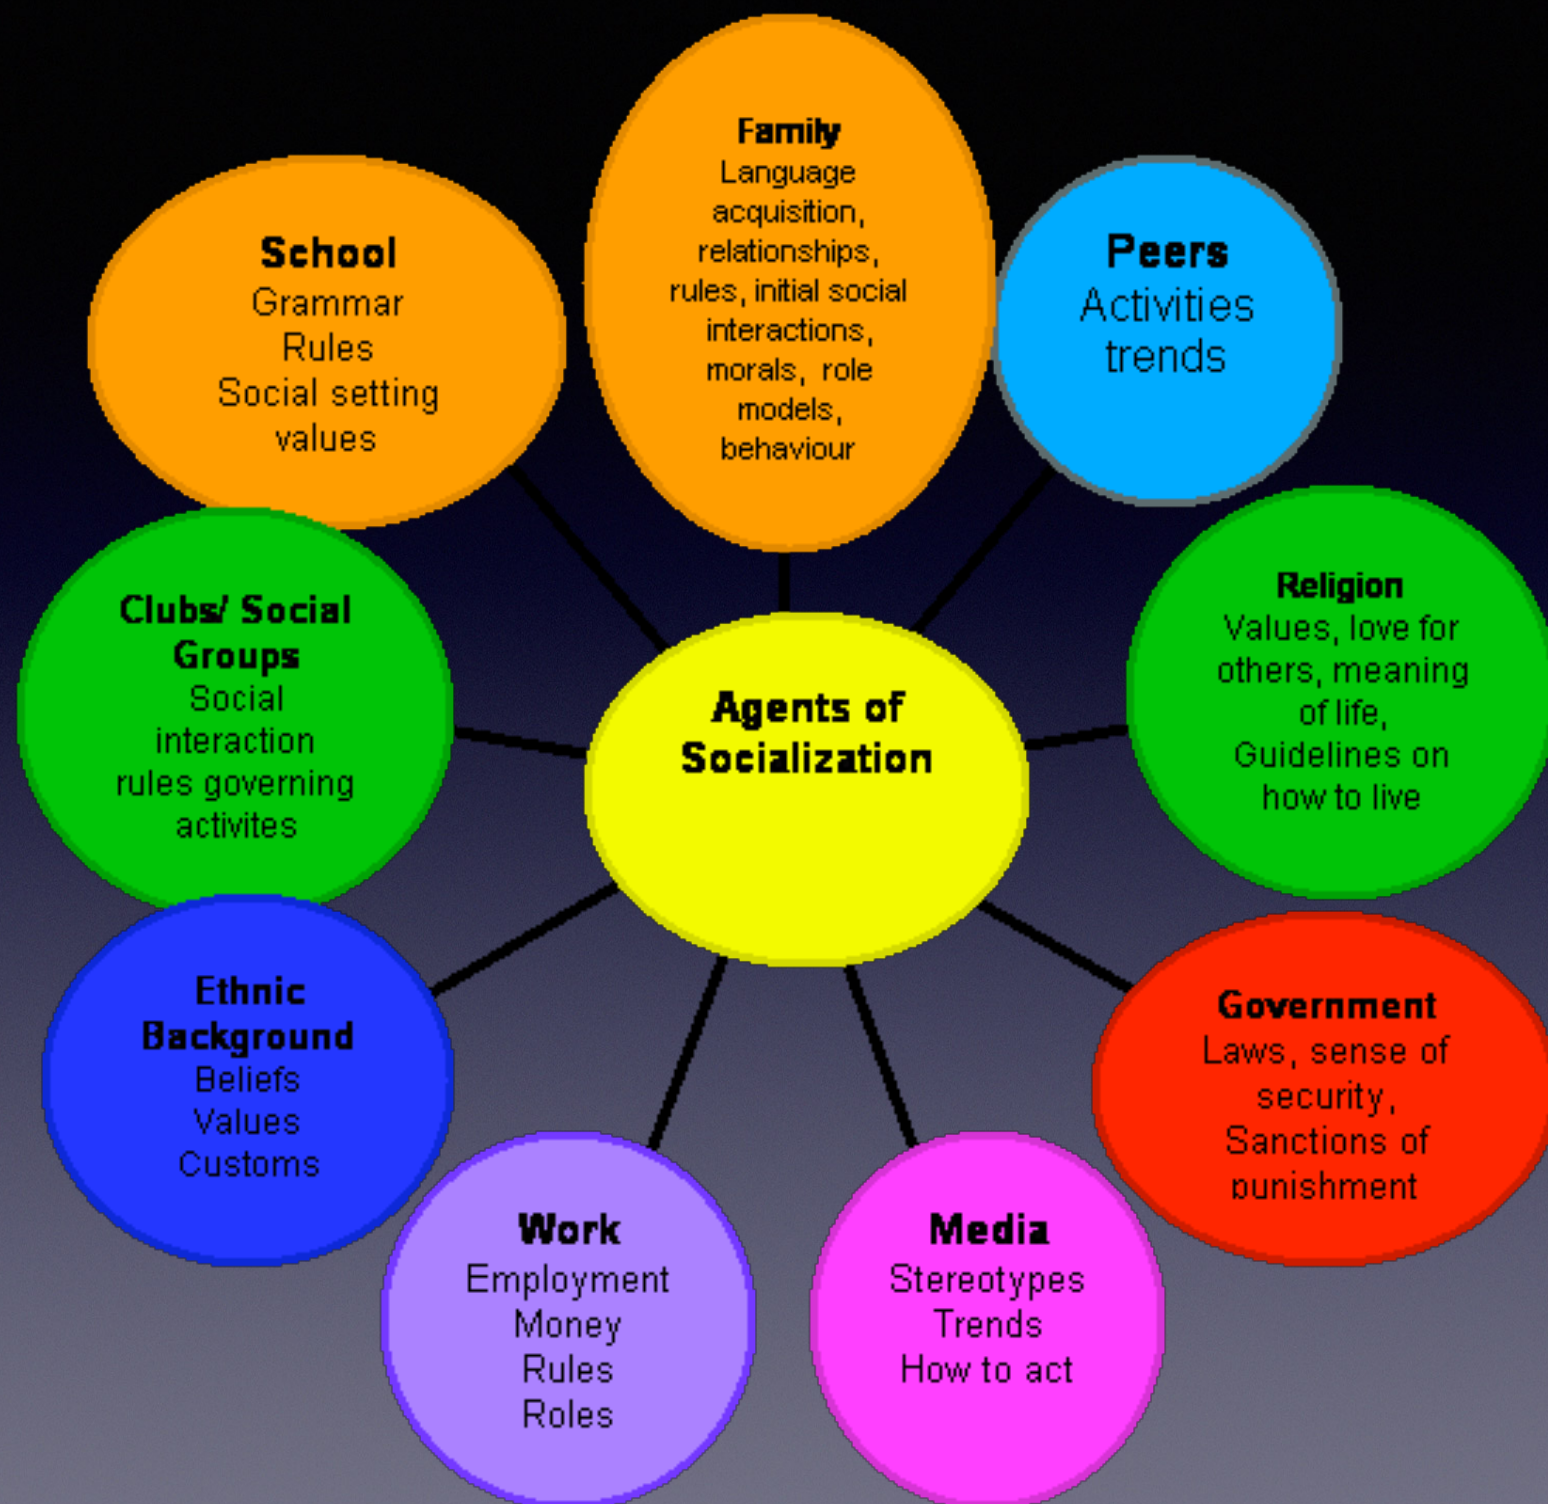 Family
Language
acquisition,
relationships,
rules, initial social
interactions,
morals, role
models,
behaviour
School
Grammar
Rules
Social setting
values
Peers
Activities
trends
Clubs/ Social
Groups
Social
interaction
rules governing
activites
Agents of
Socialization
Religion
Values, love for
others, meaning
of life,
Guidelines on
how to live
Ethnic
Background
Beliefs
Values
Customs
Government
Laws, sense of
security,
Sanctions of
punishment
Work
Employment
Money
Rules
Roles
Media
Stereotypes
Trends
How to act